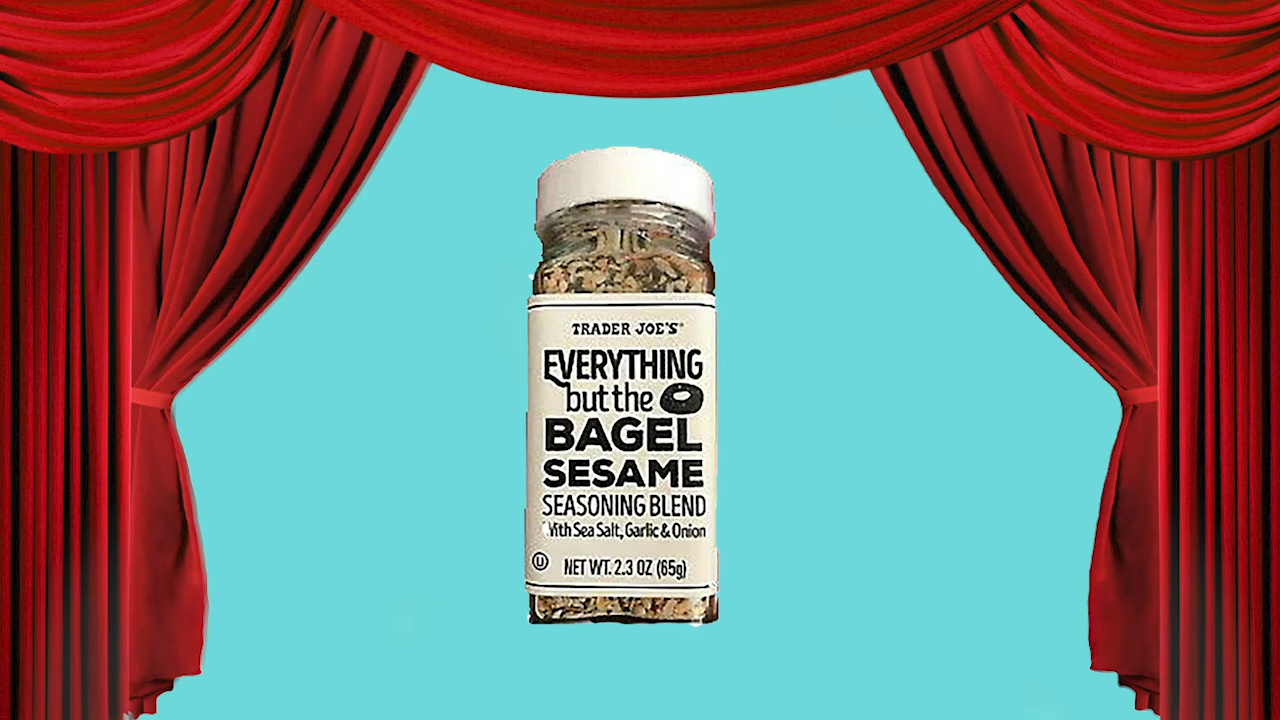 TRADER JOE'S®
EVERYTHING
but the
BAGEL
SESAME
SEASONING BLEND
With Sea Salt, Garlic & Onion
U
NET WT. 2.3 OZ (65g)